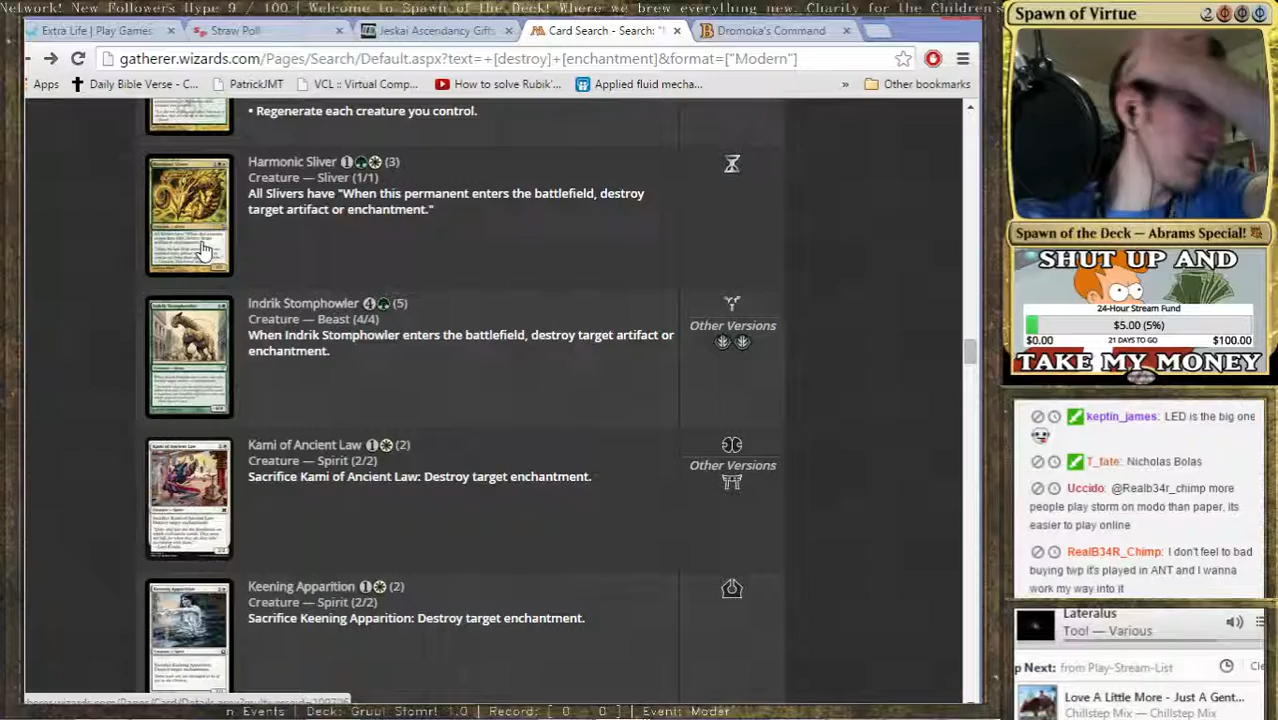 Network! New Followers Hype 9 / 100 | Welcome to Spawn of the Deck! Where we brew everything new. Charity for the Children's
Extra Life | Play Games
Straw Poll
Jeskai Ascendancy Gifts
Card Search - Search: "
Dromoka's Command
gatherer.wizards.com/Pages/Search/Default.aspx?text=+[destroy]+[enchantment]&format=["Modern"]
Apps
Daily Bible Verse - C...
PatrickJMT
VCL :: Virtual Comp...
How to solve Rubik'...
Applied fluid mecha...
»
Other bookmarks
• Regenerate each creature you control.
Harmonic Sliver (3)
Creature — Sliver (1/1)
All Slivers have "When this permanent enters the battlefield, destroy
target artifact or enchantment."
Indrik Stomphowler (5)
Creature — Beast (4/4)
When Indrik Stomphowler enters the battlefield, destroy target artifact or
enchantment.
Other Versions
Kami of Ancient Law (2)
Creature — Spirit (2/2)
Sacrifice Kami of Ancient Law: Destroy target enchantment.
Other Versions
Keening Apparition (2)
Creature — Spirit (2/2)
Sacrifice Keening Apparition: Destroy target enchantment.
n Events | Deck: Gruul Stomr! 1.0 | Record: [ 0 0 ] | Event: Moder
Spawn of Virtue 2
Spawn of the Deck - Abrams Special!
SHUT UP AND
24-Hour Stream Fund
$5.00 (5%)
$0.00
21 DAYS TO GO
$100.00
TAKE MY MONEY
keptin_james: LED is the big one
T_fate: Nicholas Bolas
Uccido: @Realb34r_chimp more
people play storm on modo than paper, its
easier to play online
RealB34R_Chimp: I don't feel to bad
buying twp it's played in ANT and I wanna
work my way into it
Lateralus
Tool — Various
p Next: from Play-Stream-List
Cle
Love A Little More - Just A Gent...
Chillstep Mix — Chillstep Mix